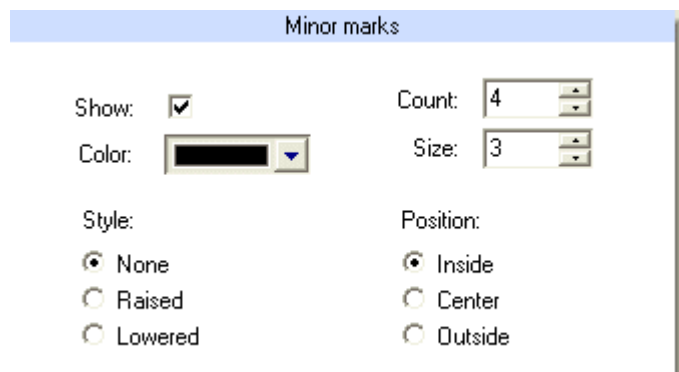 Minor marks
Show:
Count: 4
Color:
Size: 3
Style:
Position:
None
Inside
Raised
Center
Lowered
Outside